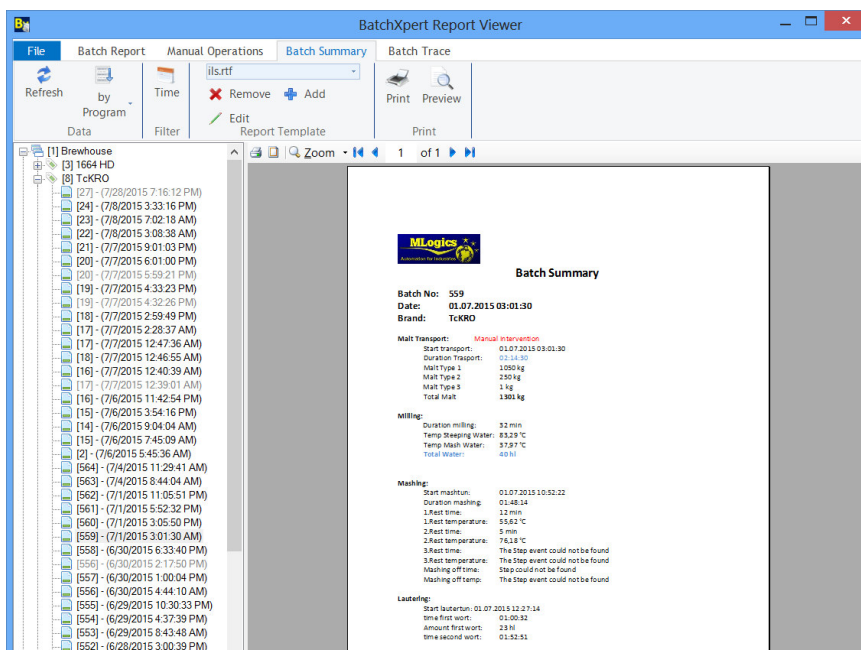 BatchXpert Report Viewer
File Batch Report Manual Operations Batch Summary Batch Trace
Refresh
by Program
Data
Time
Filter
ils.rtf
Remove Add
Edit
Report Template
Print Preview
Print
[1] Brewhouse
[3] 1664 HD
[8] TcKRO
[27] - (7/28/2015 7:16:12 PM)
[24] - (7/8/2015 3:33:16 PM)
[23] - (7/8/2015 7:02:18 AM)
[22] - (7/8/2015 3:08:38 AM)
[21] - (7/7/2015 9:01:03 PM)
[20] - (7/7/2015 6:01:00 PM)
[20] - (7/7/2015 5:59:21 PM)
[19] - (7/7/2015 4:33:23 PM)
[19] - (7/7/2015 4:32:26 PM)
[18] - (7/7/2015 2:59:49 PM)
[17] - (7/7/2015 2:28:37 AM)
[17] - (7/7/2015 12:47:36 AM)
[18] - (7/7/2015 12:46:55 AM)
[16] - (7/7/2015 12:40:39 AM)
[17] - (7/7/2015 12:39:01 AM)
[16] - (7/6/2015 11:42:54 PM)
[15] - (7/6/2015 3:54:16 PM)
[14] - (7/6/2015 9:04:04 AM)
[15] - (7/6/2015 7:45:09 AM)
[2] - (7/6/2015 5:45:36 AM)
[564] - (7/4/2015 11:29:41 AM)
[563] - (7/4/2015 8:44:04 AM)
[562] - (7/1/2015 11:05:51 PM)
[561] - (7/1/2015 5:52:32 PM)
[560] - (7/1/2015 3:05:50 PM)
[559] - (7/1/2015 3:01:30 AM)
[558] - (6/30/2015 6:33:40 PM)
[556] - (6/30/2015 2:17:50 PM)
[557] - (6/30/2015 1:00:04 PM)
[556] - (6/30/2015 4:44:10 AM)
[555] - (6/29/2015 10:30:33 PM)
[554] - (6/29/2015 4:37:39 PM)
[553] - (6/29/2015 8:43:48 AM)
[552] - (6/28/2015 3:00:39 PM)
Zoom 1 of 1
MLogics
Automation for Industries
Batch Summary
Batch No: 559
Date: 01.07.2015 03:01:30
Brand: TcKRO
Malt Transport: Manual Intervention
Start transport: 01.07.2015 03:01:30
Duration Trasport: 02:14:30
Malt Type 1 1050 kg
Malt Type 2 250 kg
Malt Type 3 1 kg
Total Malt 1301 kg
Milling:
Duration milling: 32 min
Temp Steeping Water: 83,29 °C
Temp Mash Water: 57,97 °C
Total Water: 40 hl
Mashing:
Start mashtun: 01.07.2015 10:52:22
Duration mashing: 01:48:14
1.Rest time: 12 min
1.Rest temperature: 55,62 °C
2.Rest time: 5 min
2.Rest temperature: 76,18 °C
3.Rest time: The Step event could not be found
3.Rest temperature: The Step event could not be found
Mashing off time: Step could not be found
Mashing off temp: The Step event could not be found
Lautering:
Start lautertun: 01.07.2015 12:27:14
time first wort: 01:00:32
Amount first wort: 23 hl
time second wort: 01:52:51